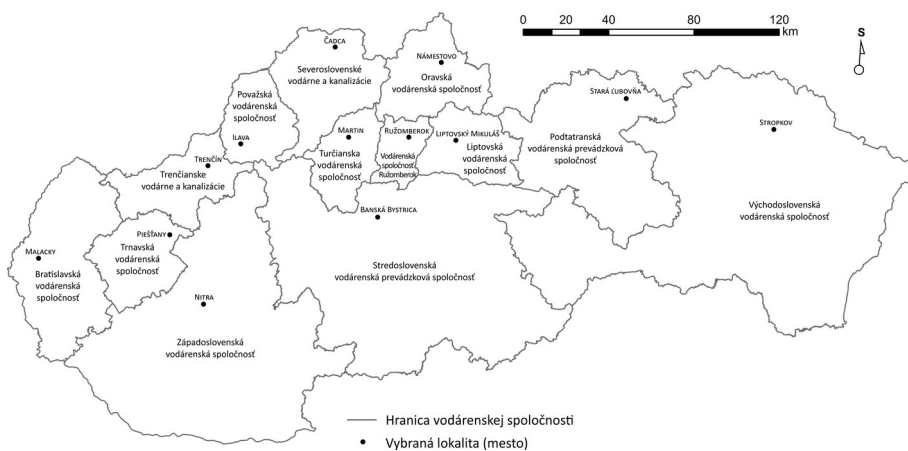 0 20 40 80 120
km
S
ČADCA
Severoslovenské
vodárne a kanalizácie
NÁMESTOVO
Oravská
vodárenská spoločnosť
Považská
vodárenská
spoločnosť
ILAVA
STARÁ ĽUBOVŇA
Podtatranská
vodárenská prevádzková
spoločnosť
STROPKOV
Východoslovenská
vodárenská spoločnosť
MARTIN
Turčianska
vodárenská
spoločnosť
RUŽOMBEROK
Vodárenská
spoločnosť
Ružomberok
LIPTOVSKÝ MIKULÁŠ
Liptovská
vodárenská
spoločnosť
TRENČÍN
Trenčianske
vodárne a kanalizácie
BANSKÁ BYSTRICA
Stredoslovenská
vodárenská prevádzková spoločnosť
PIEŠŤANY
Trnavská
vodárenská
spoločnosť
MALACKY
Bratislavská
vodárenská
spoločnosť
NITRA
Západoslovenská
vodárenská spoločnosť
Hranica vodárenskej spoločnosti
Vybraná lokalita (mesto)